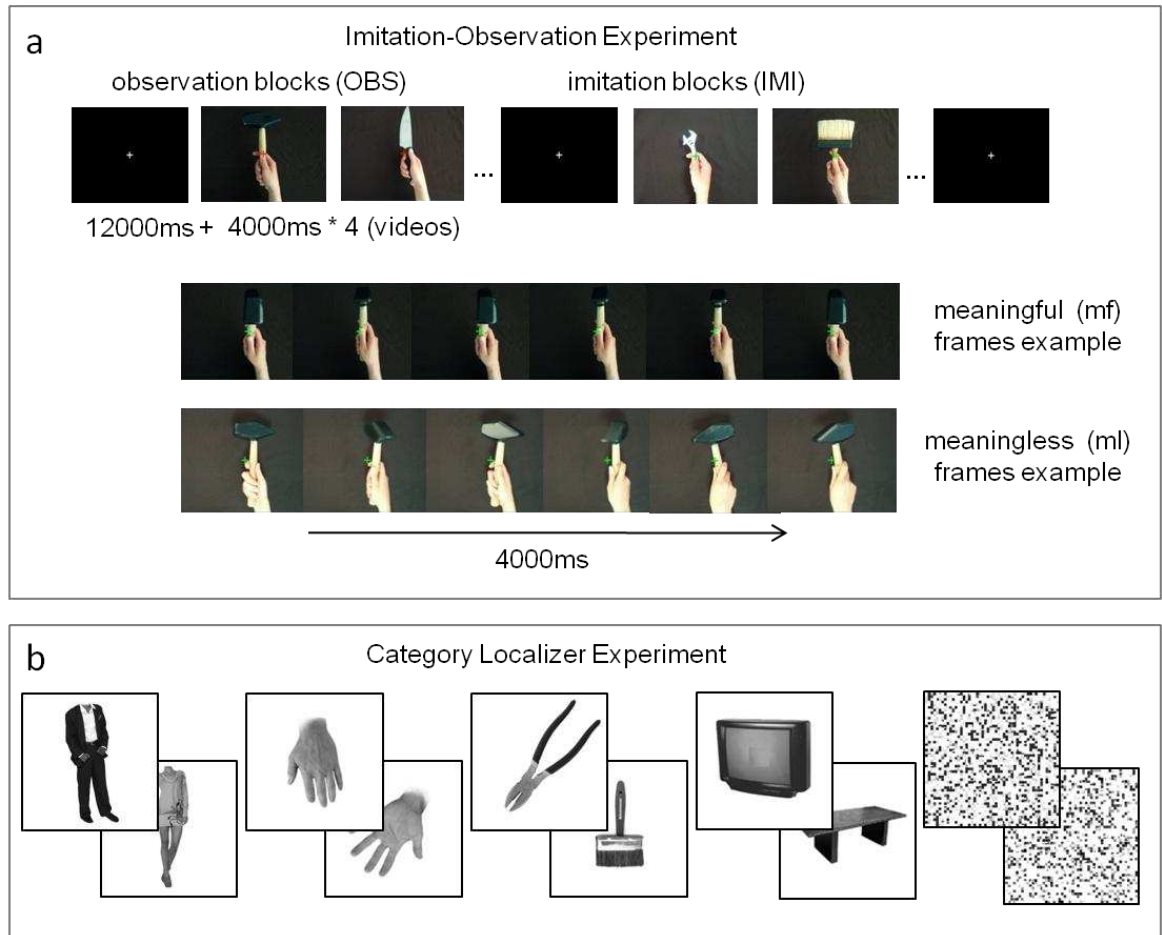 a
Imitation-Observation Experiment
observation blocks (OBS)
imitation blocks (IMI)
... ...
12000ms + 4000ms * 4 (videos)
meaningful (mf)
frames example
meaningless (ml)
frames example
4000ms
b
Category Localizer Experiment